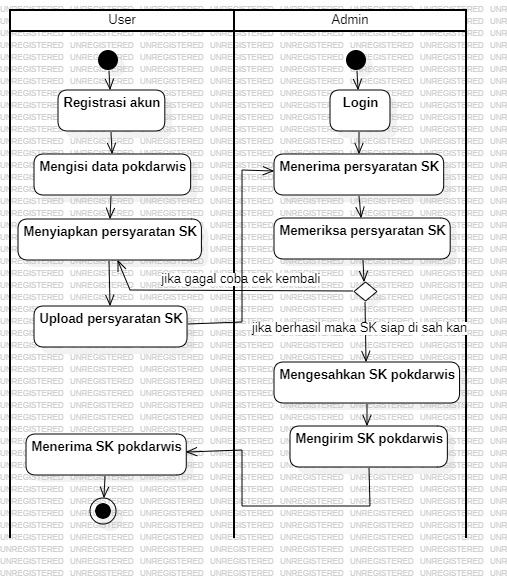 User
Admin
Registrasi akun
Login
Mengisi data pokdarwis
Menerima persyaratan SK
Menyiapkan persyaratan SK
Memeriksa persyaratan SK
jika gagal coba cek kembali
Upload persyaratan SK
jika berhasil maka SK siap di sah kan
Mengesahkan SK pokdarwis
Menerima SK pokdarwis
Mengirim SK pokdarwis
UNREGISTERED